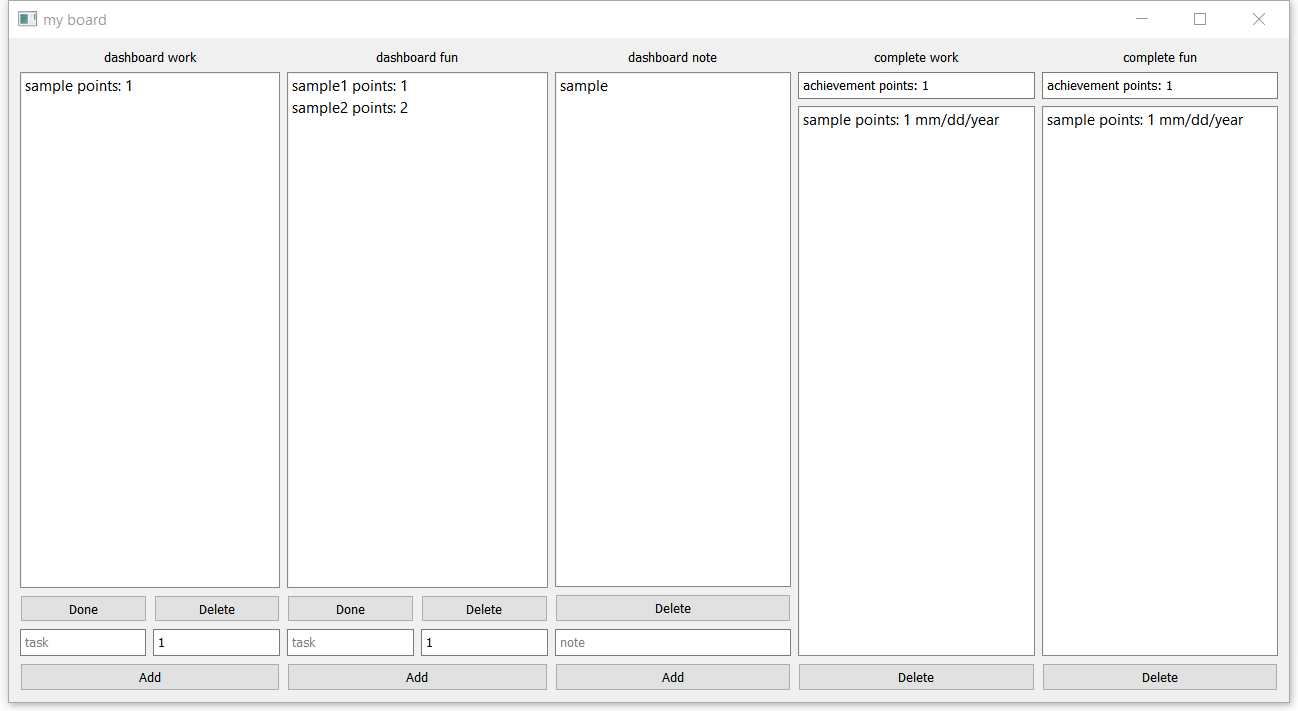 my board
dashboard work
dashboard fun
dashboard note
complete work
complete fun
sample points: 1
sample1 points: 1
sample2 points: 2
sample
achievement points: 1
sample points: 1 mm/dd/year
achievement points: 1
sample points: 1 mm/dd/year
Done
Delete
Done
Delete
Delete
task
1
task
1
note
Add
Add
Add
Delete
Delete